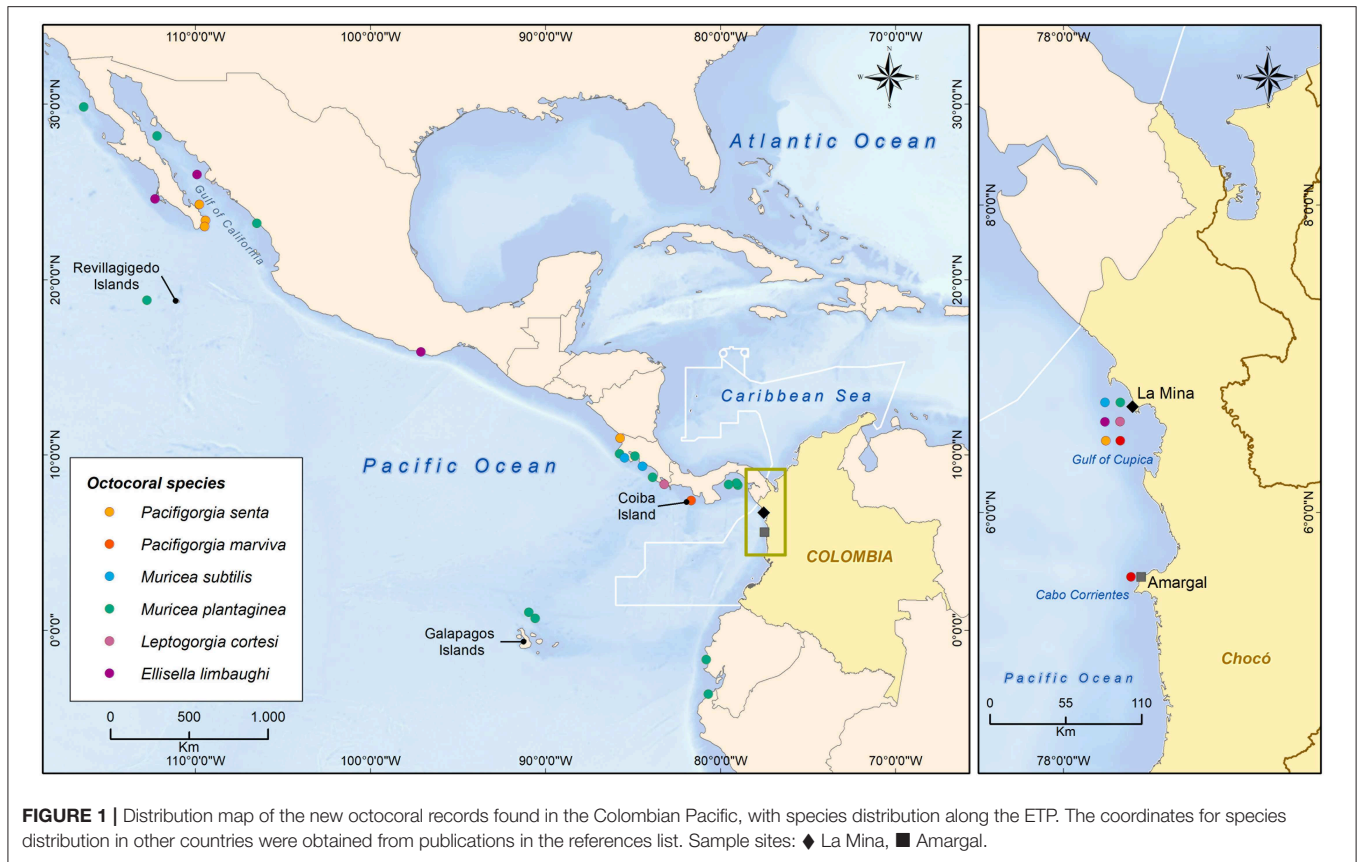 110°0'0"W 100°0'0"W 90°0'0"W 80°0'0"W 70°0'0"W
78°0'0"W
N
W E
S
N
W E
S
30°0'0"N
30°0'0"N
Atlantic Ocean
Gulf of California
8°0'0"N
8°0'0"N
Revillagigedo
Islands
20°0'0"N
20°0'0"N
Caribbean Sea
La Mina
10°0'0"N
10°0'0"N
Pacific Ocean
Gulf of Cupica
Coiba
Island
6°0'0"N
6°0'0"N
COLOMBIA
Amargal
Cabo Corrientes
Galapagos
Islands
0°0'0"
0°0'0"
Chocó
Octocoral species
Pacifigorgia senta
Pacifigorgia marviva
Muricea subtilis
Muricea plantaginea
Leptogorgia cortesi
Ellisella limbaughi
0 500 1.000
Km
Pacific Ocean
0 55 110
Km
110°0'0"W 100°0'0"W 90°0'0"W 80°0'0"W 70°0'0"W
78°0'0"W
FIGURE 1 | Distribution map of the new octocoral records found in the Colombian Pacific, with species distribution along the ETP. The coordinates for species
distribution in other countries were obtained from publications in the references list. Sample sites: ◆ La Mina, ■ Amargal.